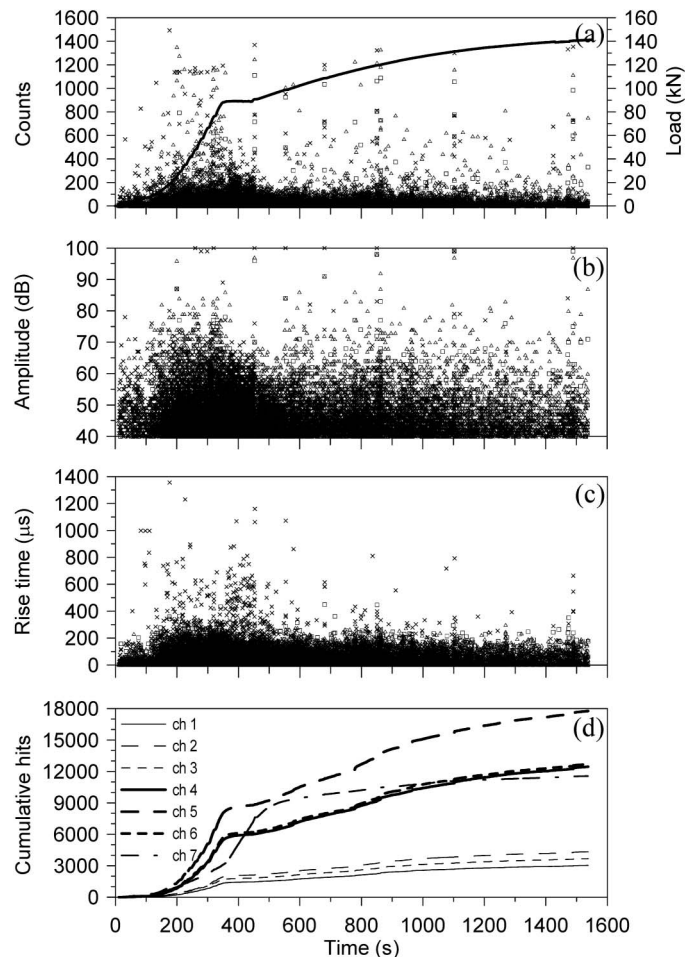 1600
1400
1200
1000
800
600
400
200
0
Counts
(a)
160
140
120
100
80
60
40
20
0
Load (kN)
100
90
80
70
60
50
40
Amplitude (dB)
(b)
1400
1200
1000
800
600
400
200
0
Rise time (µs)
(c)
18000
15000
12000
9000
6000
3000
0
Cumulative hits
(d)
ch 1
ch 2
ch 3
ch 4
ch 5
ch 6
ch 7
0 200 400 600 800 1000 1200 1400 1600
Time (s)